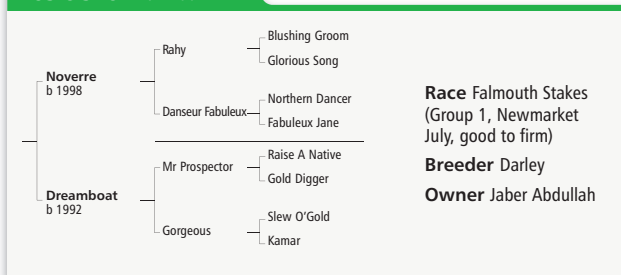 Noverre
b 1998
Dreamboat
b 1992
Rahy
Danseur Fabuleux
Mr Prospector
Gorgeous
Blushing Groom
Glorious Song
Northern Dancer
Fabuleux Jane
Raise A Native
Gold Digger
Slew O'Gold
Kamar
Race Falmouth Stakes
(Group 1, Newmarket
July, good to firm)
Breeder Darley
Owner Jaber Abdullah